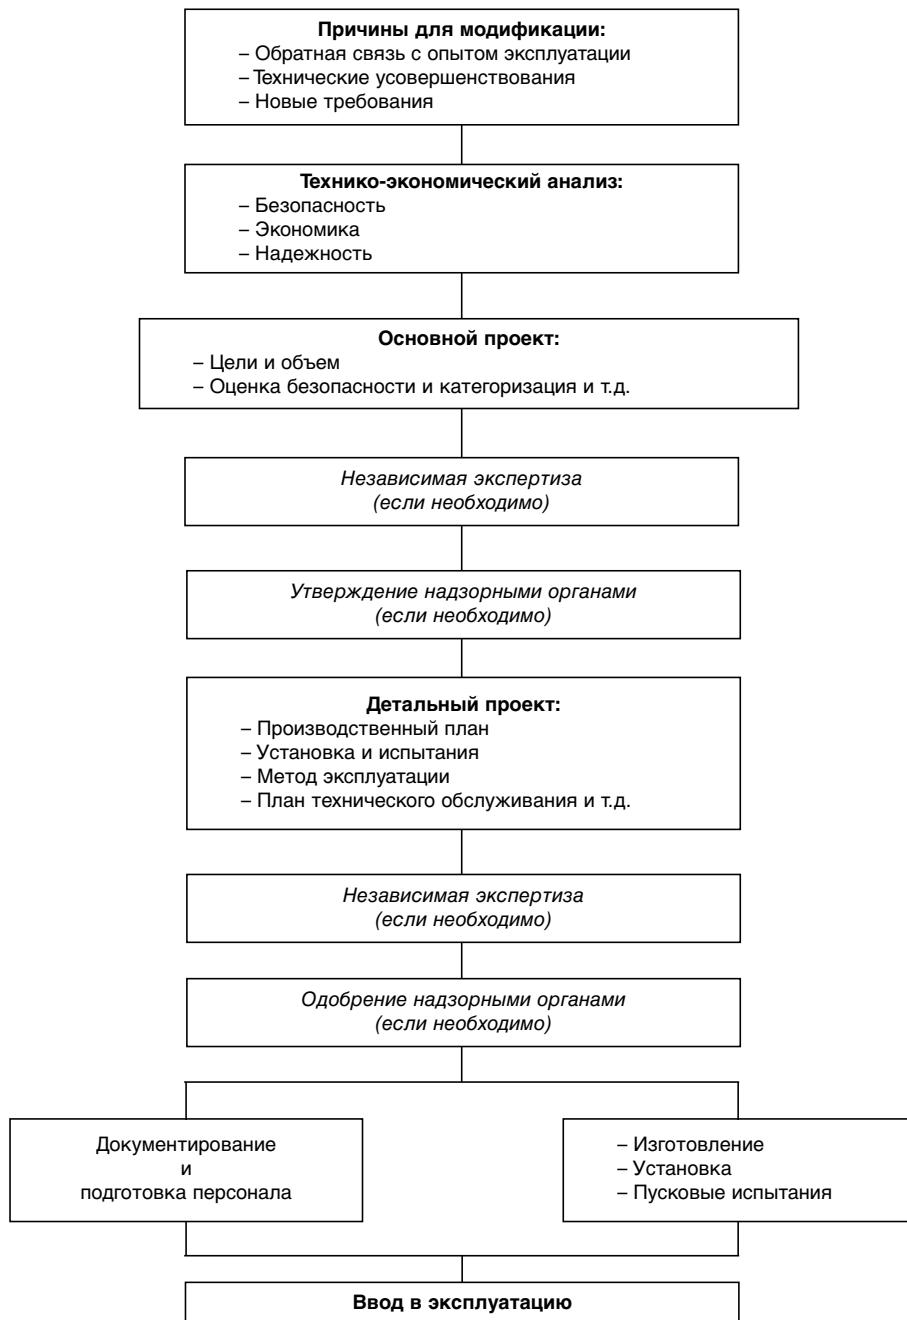 Причины для модификации:
– Обратная связь с опытом эксплуатации
– Технические усовершенствования
– Новые требования
Технико-экономический анализ:
– Безопасность
– Экономика
– Надежность
Основной проект:
– Цели и объем
– Оценка безопасности и категоризация и т.д.
Независимая экспертиза
(если необходимо)
Утверждение надзорными органами
(если необходимо)
Детальный проект:
– Производственный план
– Установка и испытания
– Метод эксплуатации
– План технического обслуживания и т.д.
Независимая экспертиза
(если необходимо)
Одобрение надзорными органами
(если необходимо)
Документирование
и
подготовка персонала
– Изготовление
– Установка
– Пусковые испытания
Ввод в эксплуатацию